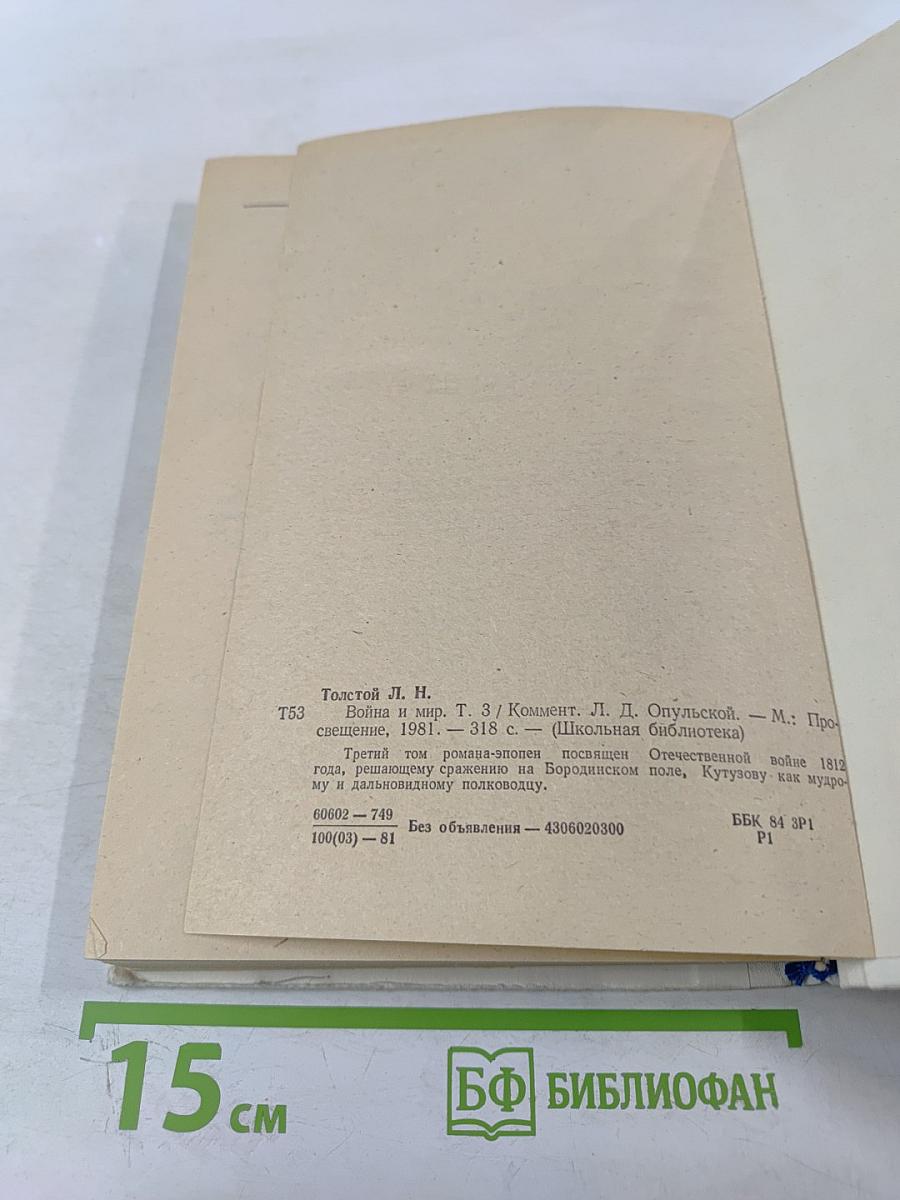 Толстой Л. Н.
Т53 Война и мир. Т. 3 / Коммент. Л. Д. Опульской. — М.: Про-
свещение, 1981. — 318 с. — (Школьная библиотека)
Третий том романа-эпопеи посвящен Отечественной войне 1812
года, решающему сражению на Бородинском поле, Кутузову как мудро-
му и дальновидному полководцу.
60602 — 749
100(03) — 81
Без объявления — 4306020300
ББК 84 3Р1
Р1
15 см
БФ БИБЛИОФАН